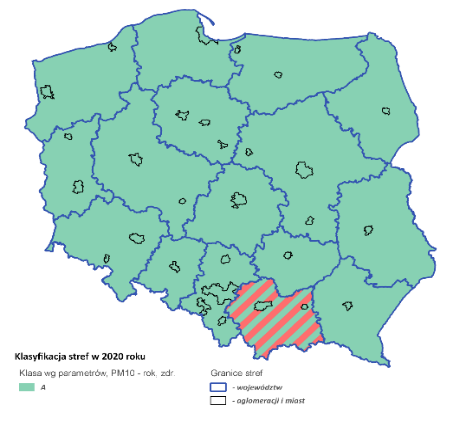 Klasyfikacja stref w 2020 roku
Klasa wg parametrów, PM10 - rok, zdr.
A
Granice stref
- województw
- aglomeracji i miast